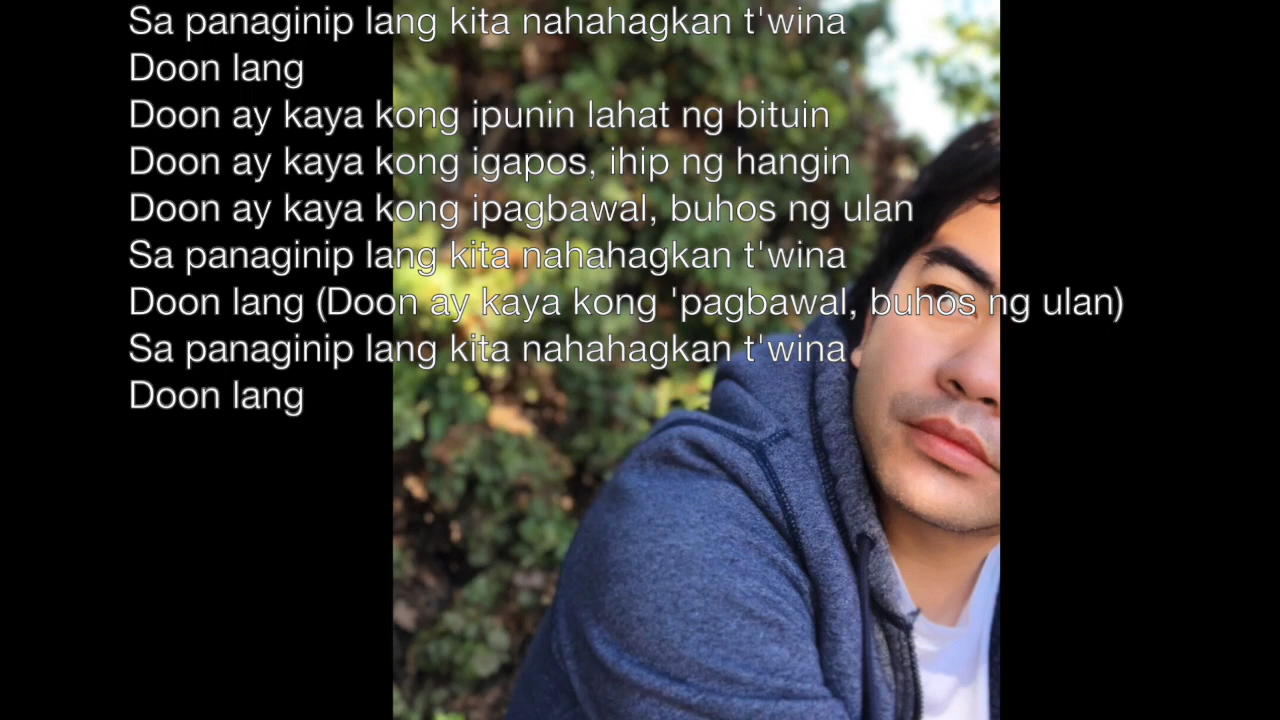 Sa panaginip lang kita nahahagkan t'wina
Doon lang
Doon ay kaya kong ipunin lahat ng bituin
Doon ay kaya kong igapos, ihip ng hangin
Doon ay kaya kong ipagbawal, buhos ng ulan
Sa panaginip lang kita nahahagkan t'wina
Doon lang (Doon ay kaya kong 'pagbawal, buhos ng ulan)
Sa panaginip lang kita nahahagkan t'wina
Doon lang